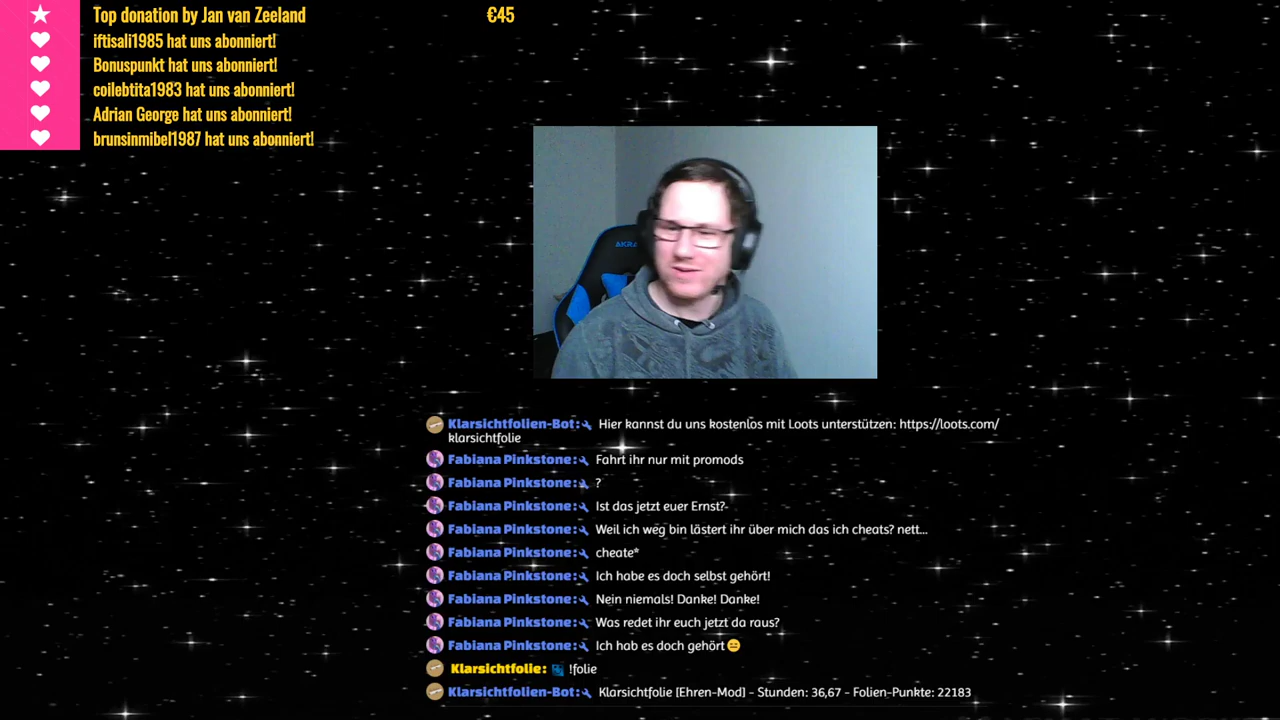 Top donation by Jan van Zeeland €45
iftisali1985 hat uns abonniert!
Bonuspunkt hat uns abonniert!
coilebtita1983 hat uns abonniert!
Adrian George hat uns abonniert!
brunsinmibel1987 hat uns abonniert!
Klarsichtfolien-Bot: Hier kannst du uns kostenlos mit Loots unterstützen: https://loots.com/
klarsichtfolie
Fabiana Pinkstone: Fahrt ihr nur mit promods
Fabiana Pinkstone: ?
Fabiana Pinkstone: Ist das jetzt euer Ernst?
Fabiana Pinkstone: Weil ich weg bin lästert ihr über mich das ich cheats? nett...
Fabiana Pinkstone: cheate*
Fabiana Pinkstone: Ich habe es doch selbst gehört!
Fabiana Pinkstone: Nein niemals! Danke! Danke!
Fabiana Pinkstone: Was redet ihr euch jetzt da raus?
Fabiana Pinkstone: Ich hab es doch gehört😑
Klarsichtfolie: !folie
Klarsichtfolien-Bot: Klarsichtfolie [Ehren-Mod] - Stunden: 36,67 - Folien-Punkte: 22183